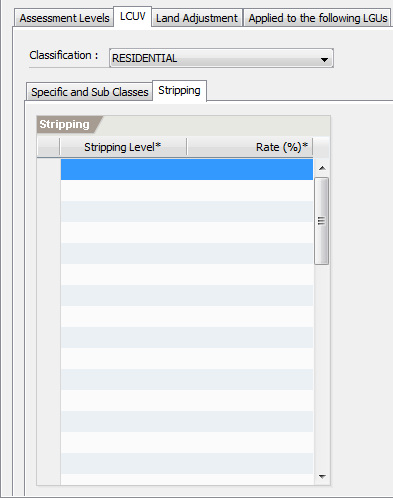 Assessment Levels LCUV Land Adjustment Applied to the following LGUs
Classification : RESIDENTIAL
Specific and Sub Classes Stripping
Stripping
Stripping Level* Rate (%)*